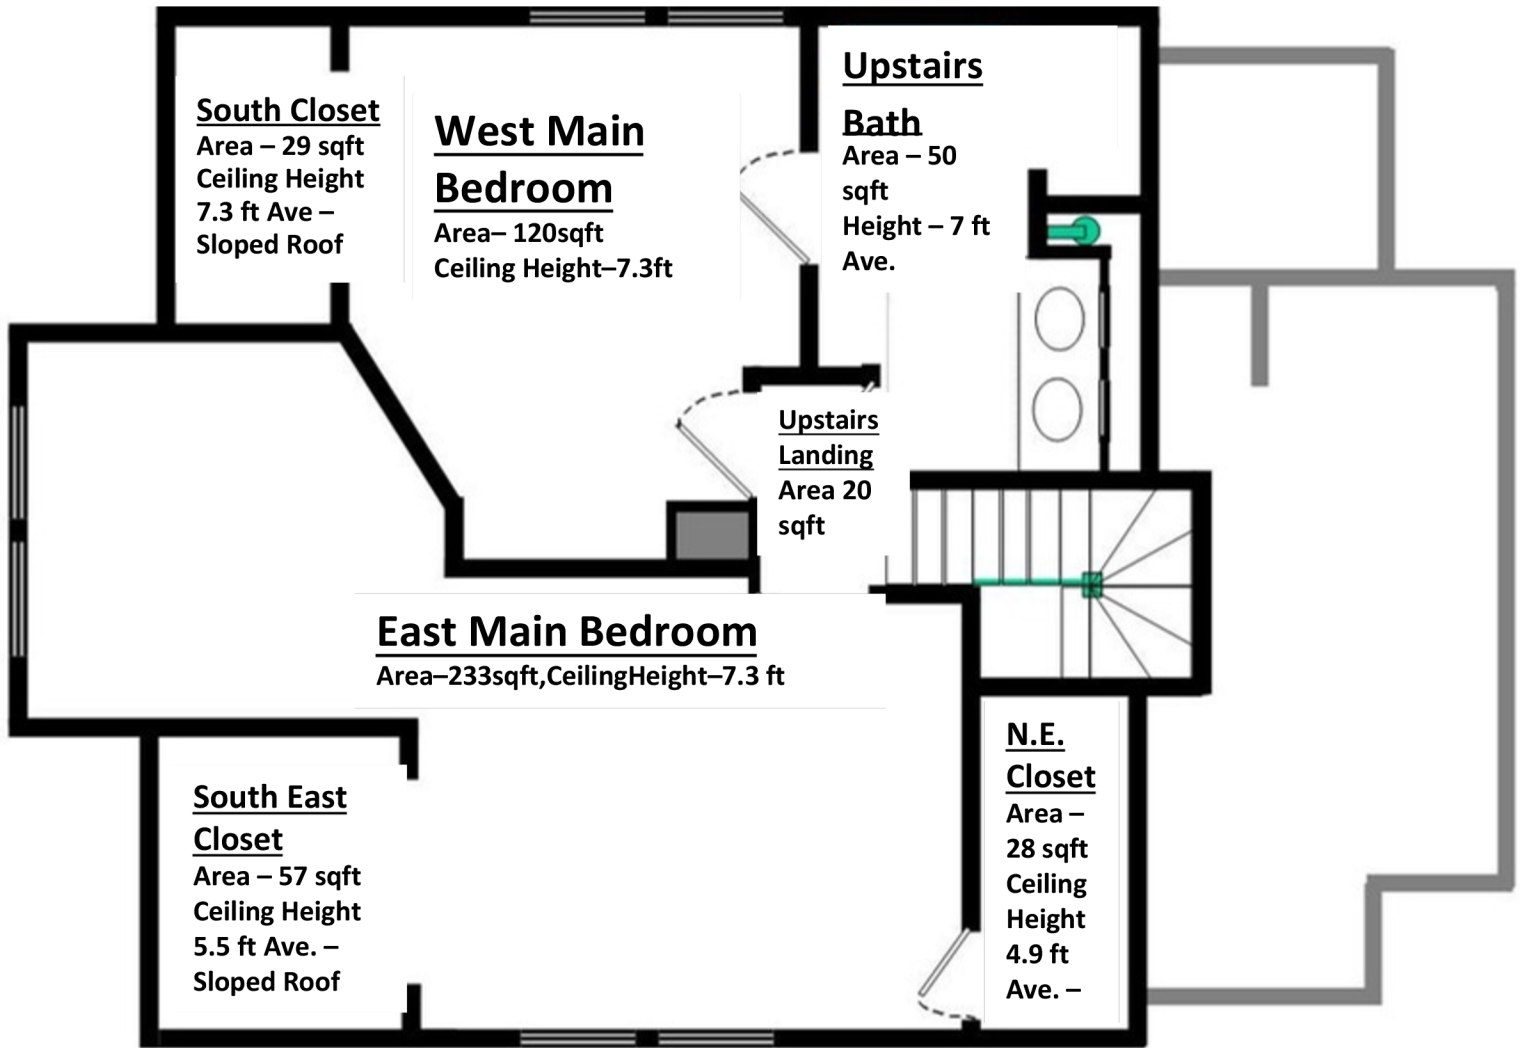 South Closet
Area – 29 sqft
Ceiling Height
7.3 ft Ave –
Sloped Roof
West Main
Bedroom
Area– 120sqft
Ceiling Height–7.3ft
Upstairs
Bath
Area – 50
sqft
Height – 7 ft
Ave.
Upstairs
Landing
Area 20
sqft
East Main Bedroom
Area–233sqft,CeilingHeight–7.3 ft
South East
Closet
Area – 57 sqft
Ceiling Height
5.5 ft Ave. –
Sloped Roof
N.E.
Closet
Area –
28 sqft
Ceiling
Height
4.9 ft
Ave. –